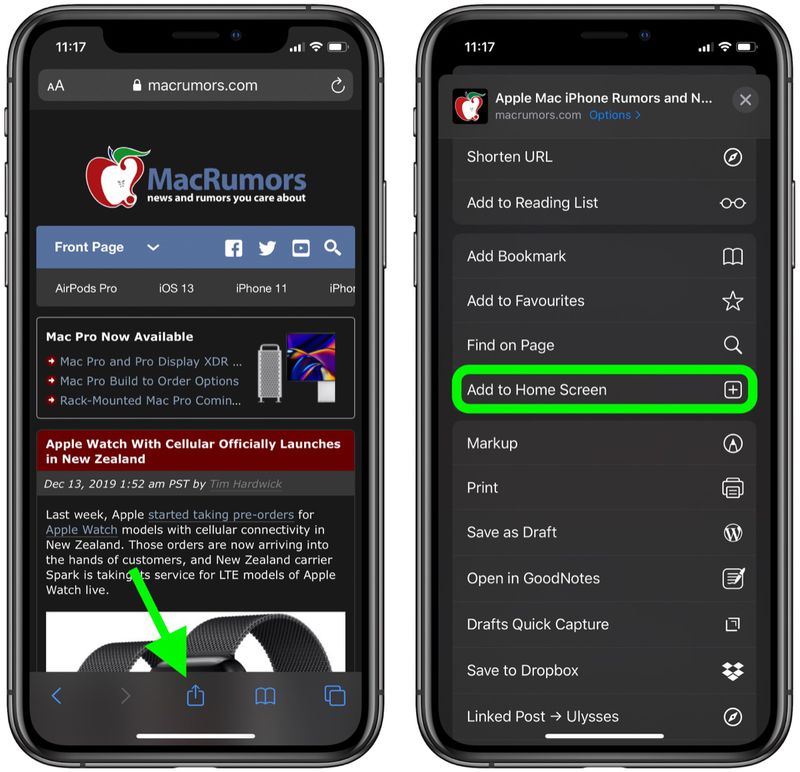 11:17
AA macrumors.com
MacRumors
news and rumors you care about
Front Page
AirPods Pro iOS 13 iPhone 11 iPhor
Mac Pro Now Available
Mac Pro and Pro Display XDR ...
Mac Pro Build to Order Options
Rack-Mounted Mac Pro Comin...
Apple Watch With Cellular Officially Launches
in New Zealand
Dec 13, 2019 1:52 am PST by Tim Hardwick
Last week, Apple started taking pre-orders for
Apple Watch models with cellular connectivity in
New Zealand. Those orders are now arriving into
the hands of customers, and New Zealand carrier
Spark is taking its service for LTE models of Apple
Watch live.
11:17
Apple Mac iPhone Rumors and N...
macrumors.com Options >
Shorten URL
Add to Reading List
Add Bookmark
Add to Favourites
Find on Page
Add to Home Screen
Markup
Print
Save as Draft
Open in GoodNotes
Drafts Quick Capture
Save to Dropbox
Linked Post → Ulysses